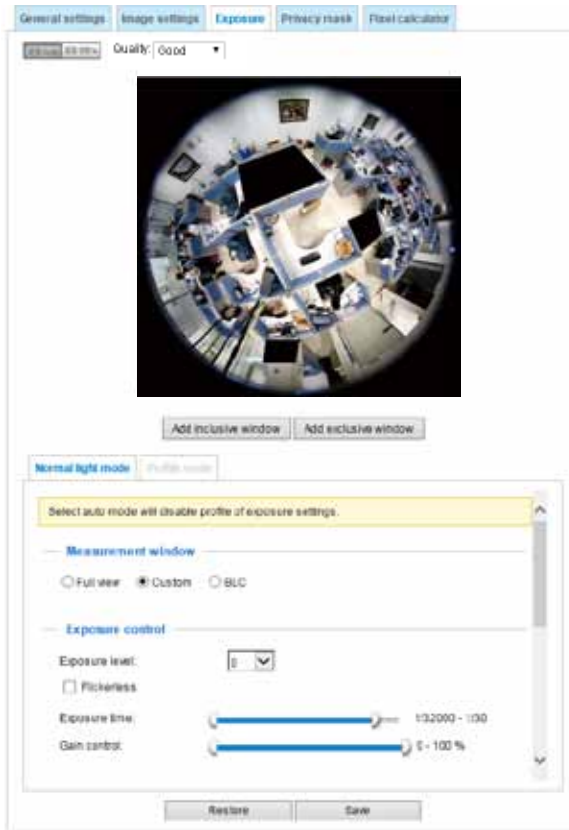 General settings Image settings Exposure Privacy mask Pixel calculator
Quality: Good
Add inclusive window Add exclusive window
Normal light mode Profile mode
Select auto mode will disable profile of exposure settings.
Measurement window
Full view Custom BLC
Exposure control
Exposure level: 0
Flickerless
Exposure time: 1/32000 - 1/30
Gain control: 0 - 100 %
Restore Save